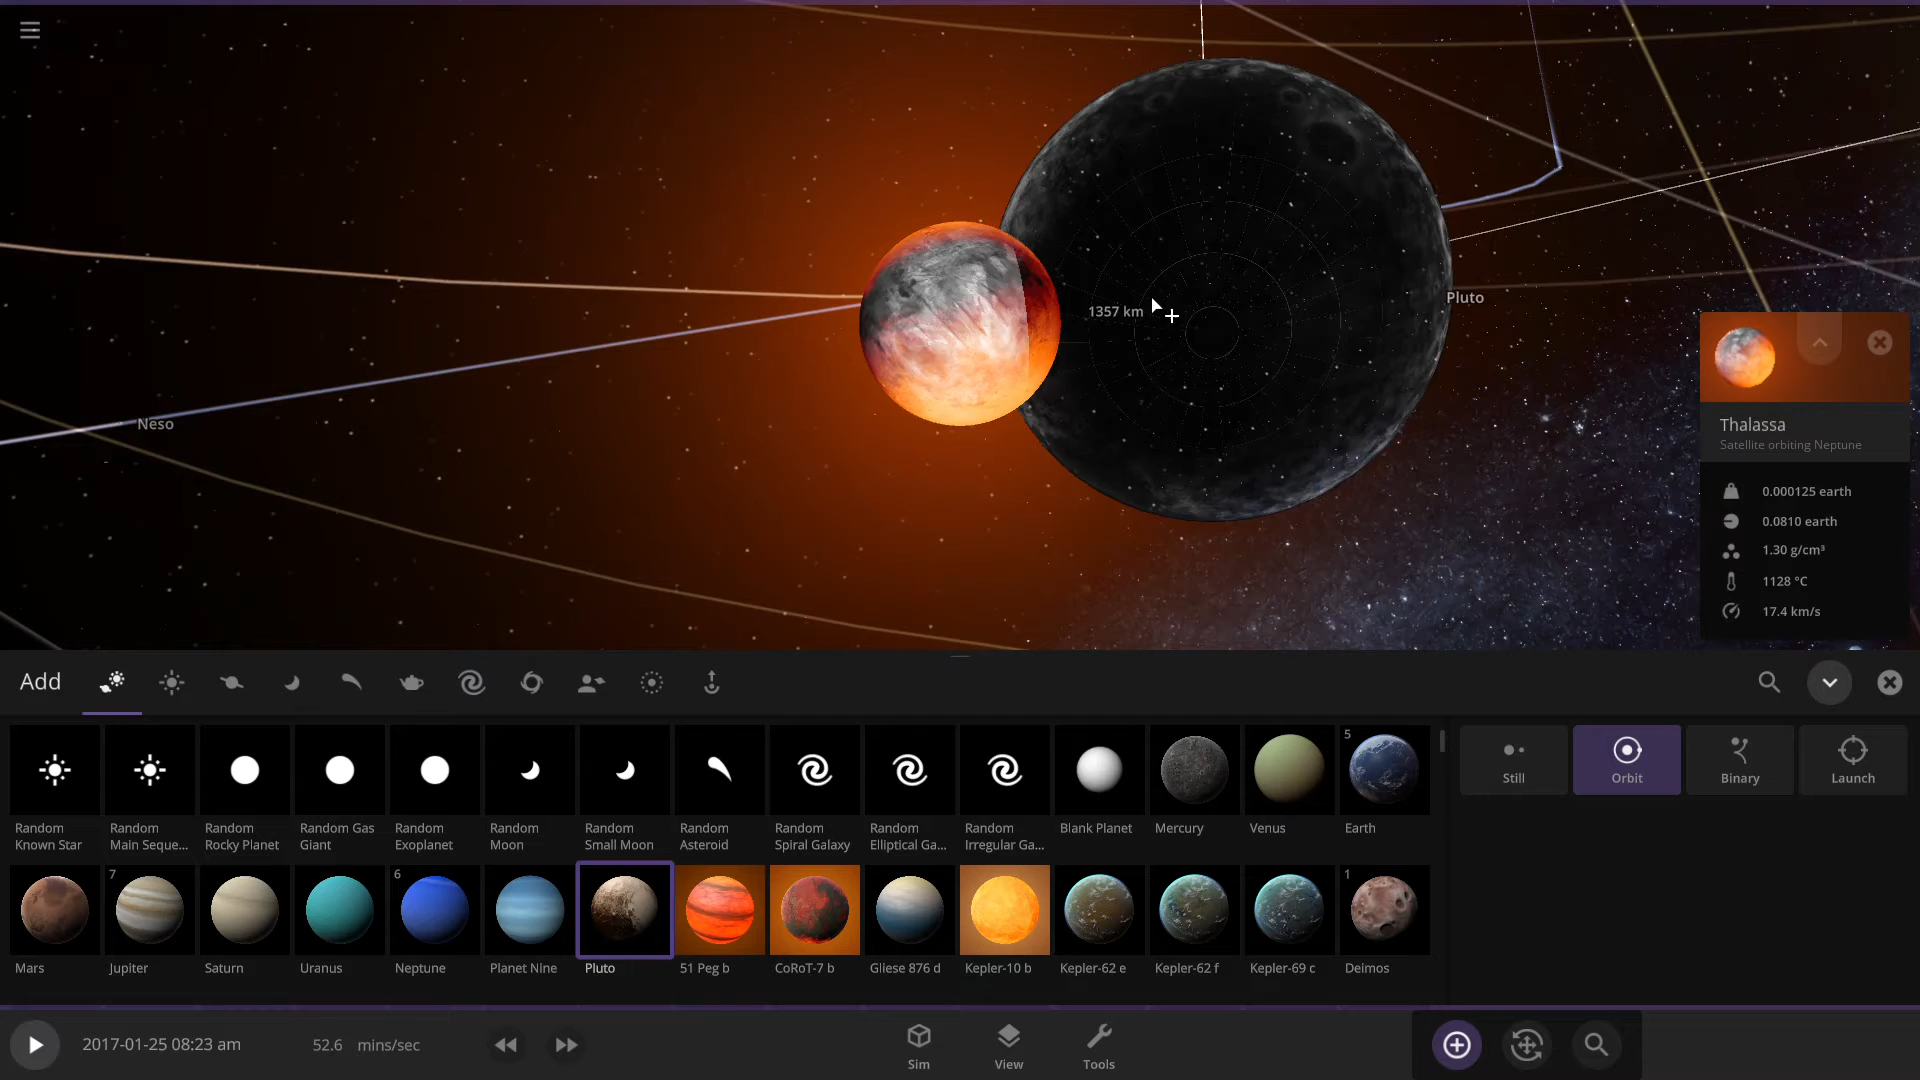 1357 km
Pluto
Neso
Thalassa
Satellite orbiting Neptune
0.000125 earth
0.0810 earth
1.30 g/cm³
1128 °C
17.4 km/s
Add
5
Still
Orbit
Binary
Launch
Random Known Star
Random Main Seque...
Random Rocky Planet
Random Gas Giant
Random Exoplanet
Random Moon
Random Small Moon
Random Asteroid
Random Spiral Galaxy
Random Elliptical Ga...
Random Irregular Ga...
Blank Planet
Mercury
Venus
Earth
7
6
1
Mars
Jupiter
Saturn
Uranus
Neptune
Planet Nine
Pluto
51 Peg b
CoRoT-7 b
Gliese 876 d
Kepler-10 b
Kepler-62 e
Kepler-62 f
Kepler-69 c
Deimos
2017-01-25 08:23 am
52.6 mins/sec
Sim
View
Tools